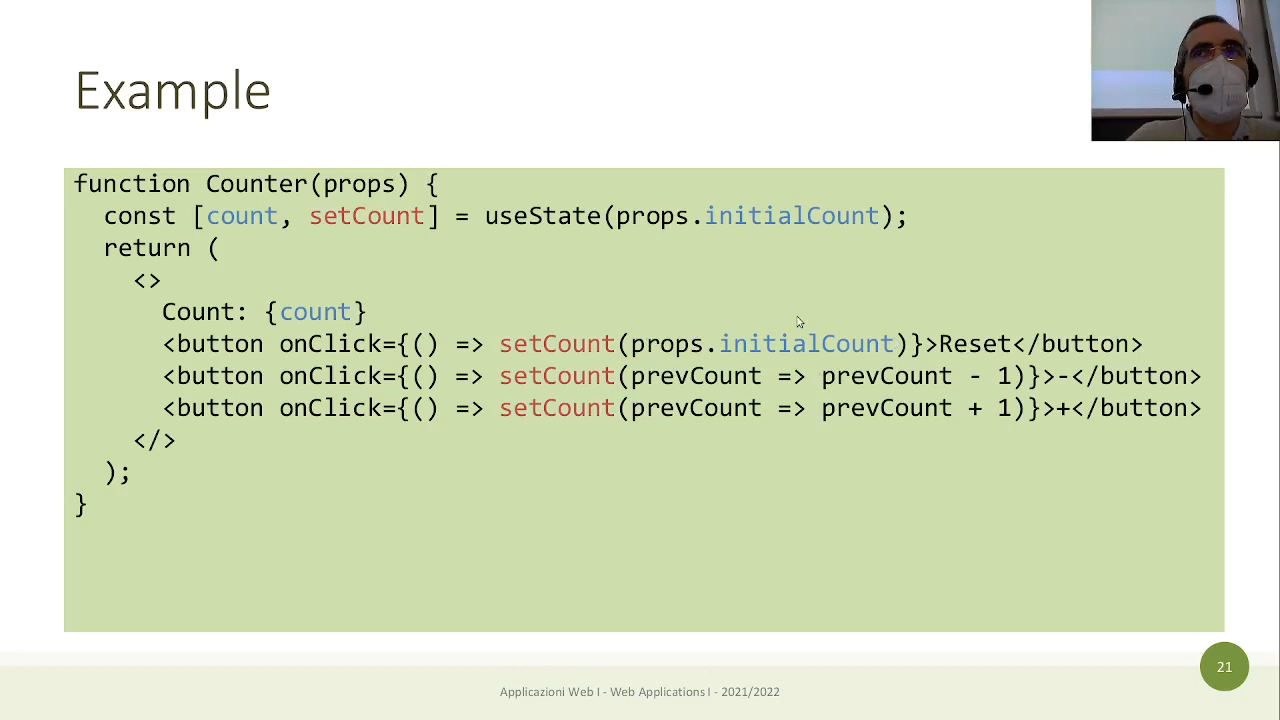 Example
function Counter(props) {
  const [count, setCount] = useState(props.initialCount);
  return (
    <>
      Count: {count}
      <button onClick={() => setCount(props.initialCount)}>Reset</button>
      <button onClick={() => setCount(prevCount => prevCount - 1)}>-</button>
      <button onClick={() => setCount(prevCount => prevCount + 1)}>+</button>
    </>
  );
}
21
Applicazioni Web I - Web Applications I - 2021/2022